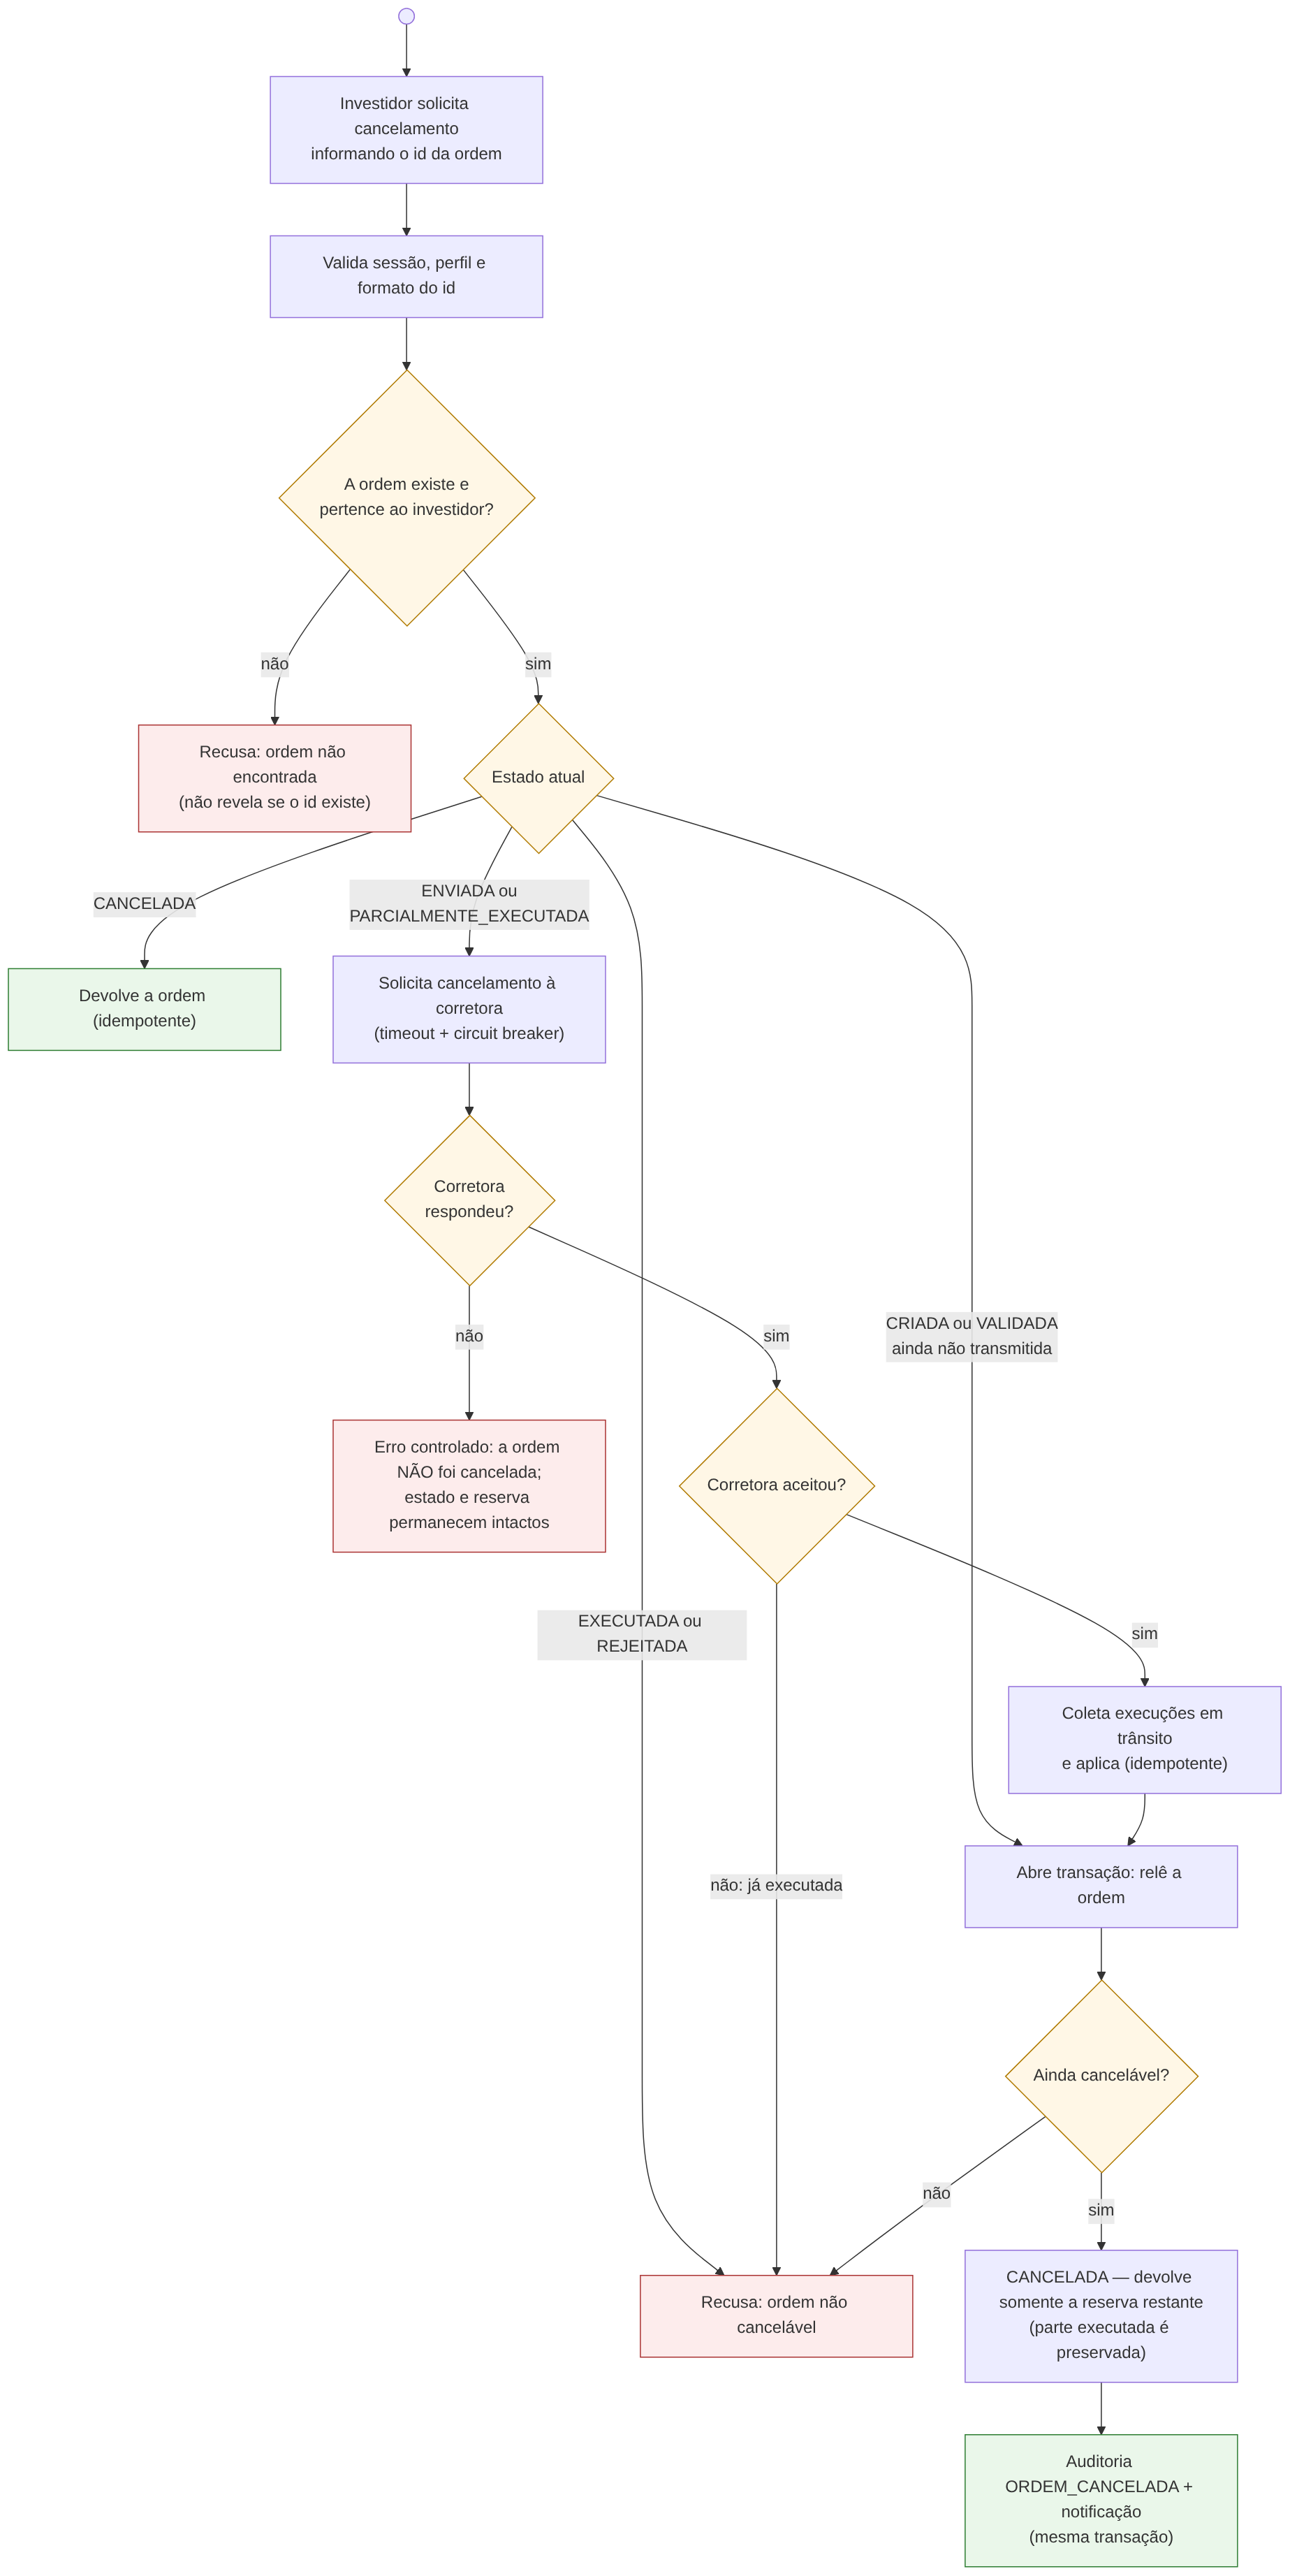 Investidor solicita
cancelamento
informando o id da ordem
Valida sessão, perfil e
formato do id
A ordem existe e
pertence ao investidor?
não
sim
Recusa: ordem não
encontrada
(não revela se o id existe)
Estado atual
CANCELADA
ENVIADA ou
PARCIALMENTE_EXECUTADA
Devolve a ordem
(idempotente)
Solicita cancelamento à
corretora
(timeout + circuit breaker)
Corretora
respondeu?
não
sim
CRIADA ou VALIDADA
ainda não transmitida
Erro controlado: a ordem
NÃO foi cancelada;
estado e reserva
permanecem intactos
Corretora aceitou?
EXECUTADA ou
REJEITADA
sim
Coleta execuções em
trânsito
e aplica (idempotente)
não: já executada
Abre transação: relê a
ordem
Ainda cancelável?
não
sim
Recusa: ordem não
cancelável
CANCELADA — devolve
somente a reserva restante
(parte executada é
preservada)
Auditoria
ORDEM_CANCELADA +
notificação
(mesma transação)